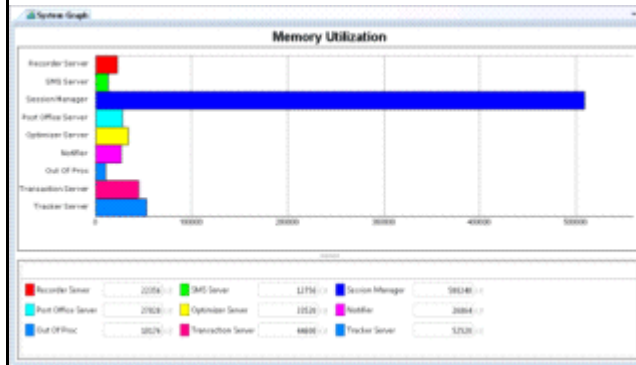 System Graph
Memory Utilization
Recorder Server
SMS Server
Session Manager
Post Office Server
Optimizer Server
Notifier
Out Of Proc
Transaction Server
Tracker Server
0 100000 200000 300000 400000 500000
Recorder Server 22356 SMS Server 12756 Session Manager
Post Office Server Optimizer Server Notifier
Out Of Proc Transaction Server Tracker Server